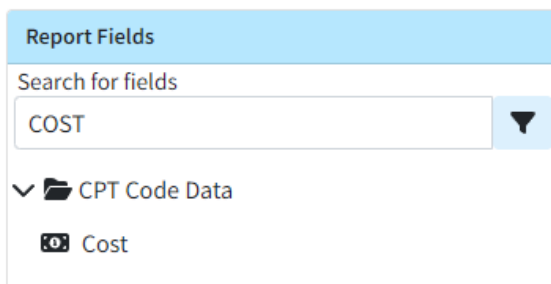 Report Fields
Search for fields
COST
CPT Code Data
Cost